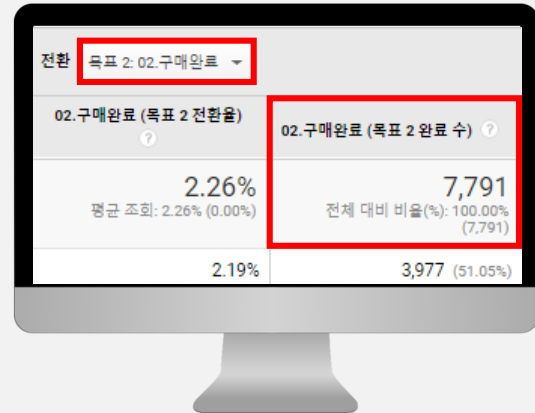 전환 목표 2: 02.구매완료
02.구매완료 (목표 2 전환율)
?
02.구매완료 (목표 2 완료 수) ?
2.26%
평균 조회: 2.26% (0.00%)
7,791
전체 대비 비율(%): 100.00%
(7,791)
2.19%
3,977 (51.05%)